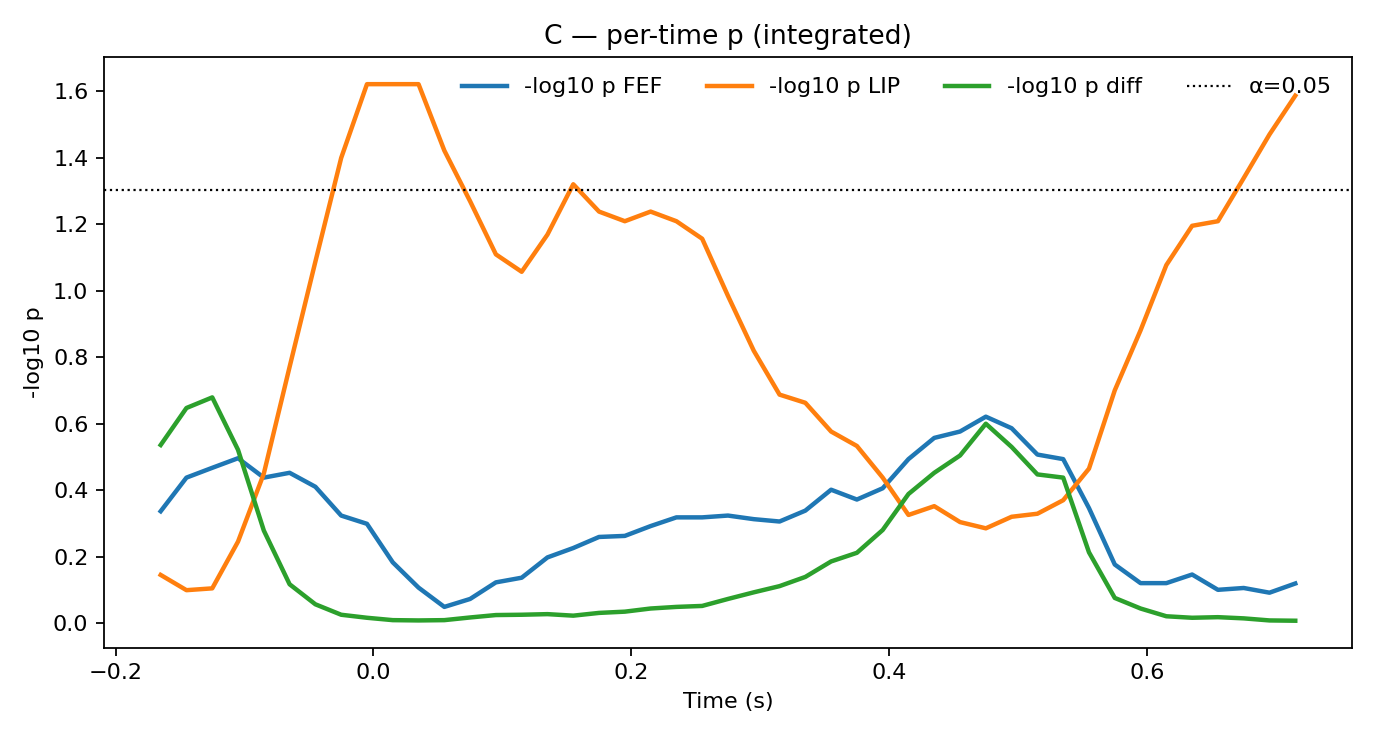 C — per-time p (integrated)
-log10 p FEF
-log10 p LIP
-log10 p diff
α=0.05
1.6
1.4
1.2
1.0
0.8
0.6
0.4
0.2
0.0
-log10 p
−0.2
0.0
0.2
0.4
0.6
Time (s)